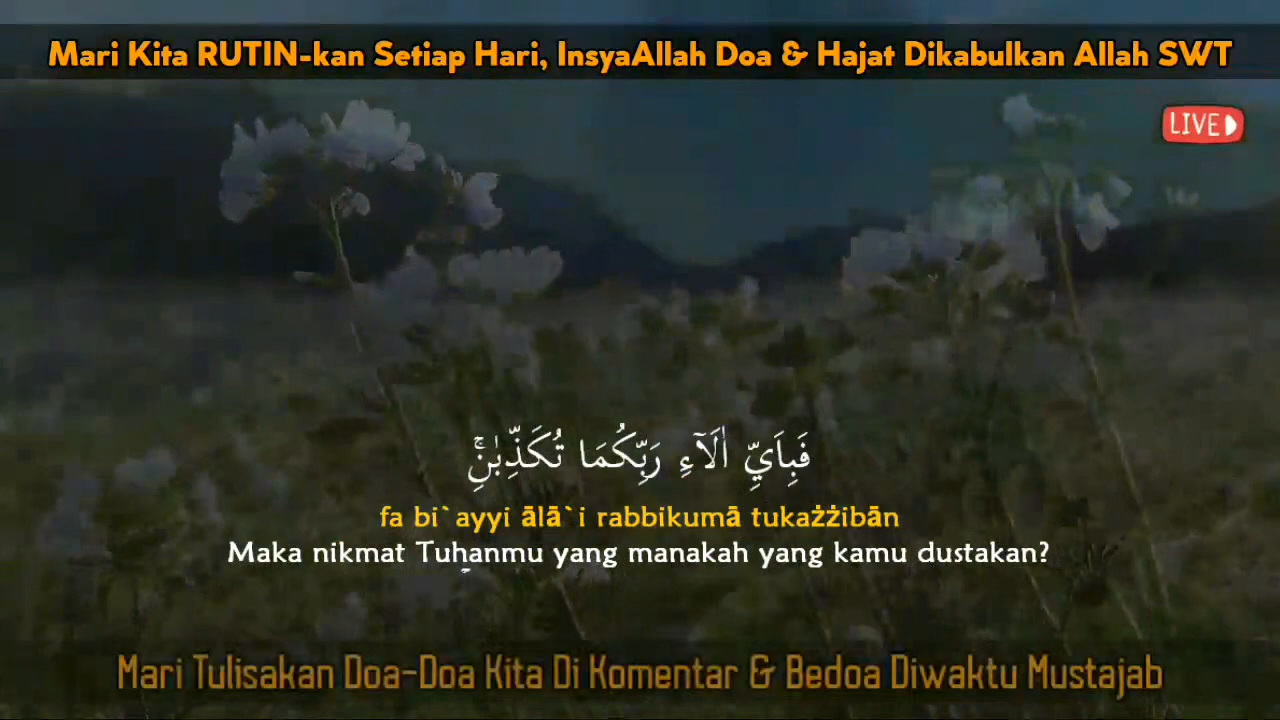 Mari Kita RUTIN-kan Setiap Hari, InsyaAllah Doa & Hajat Dikabulkan Allah SWT
LIVE
فَبِاَيِّ اٰلَاۤءِ رَبِّكُمَا تُكَذِّبٰنِۚ
fa bi`ayyi ālā`i rabbikumā tukażżibān
Maka nikmat Tuhanmu yang manakah yang kamu dustakan?
Mari Tulisakan Doa-Doa Kita Di Komentar & Bedoa Diwaktu Mustajab